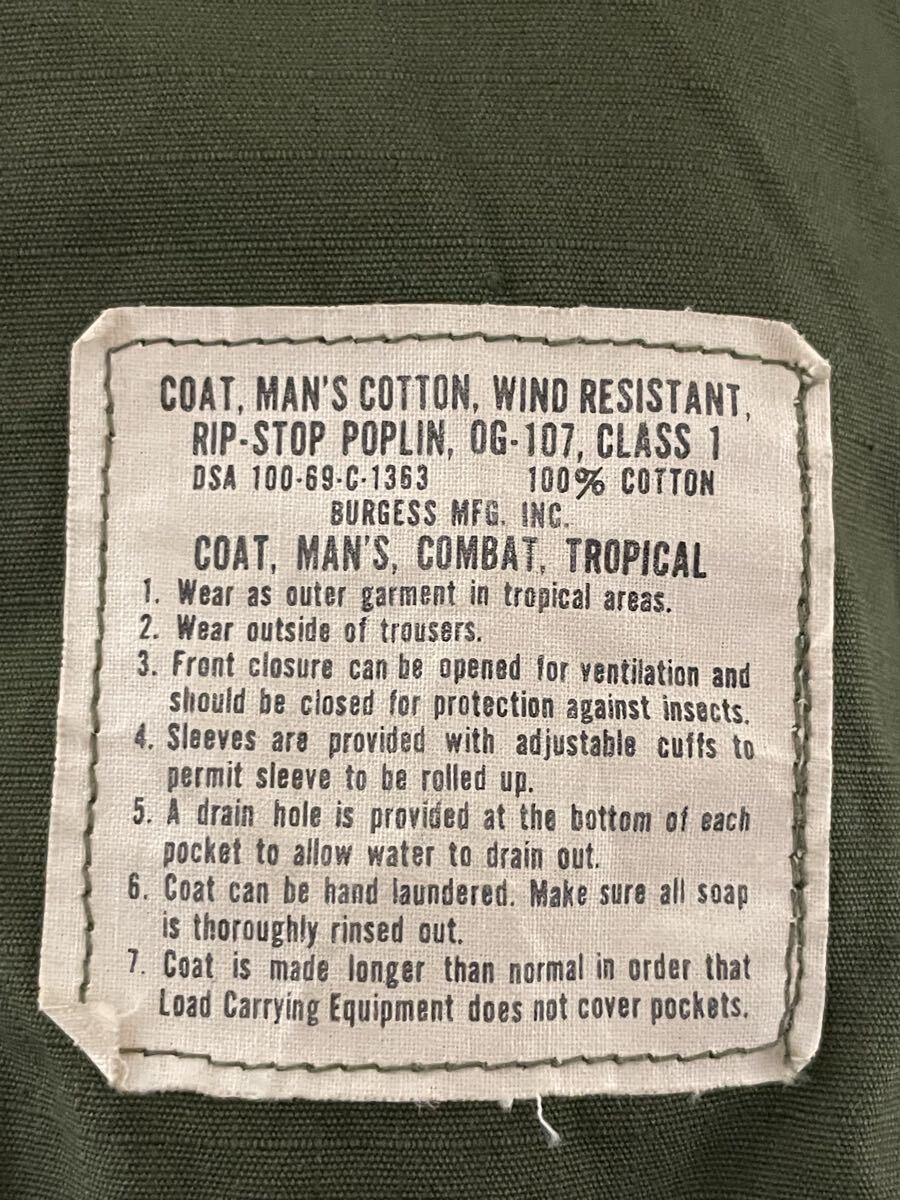 COAT, MAN'S COTTON, WIND RESISTANT,
RIP-STOP POPLIN, OG-107, CLASS 1
DSA 100-69-C-1363 100% COTTON
BURGESS MFG. INC.
COAT, MAN'S, COMBAT, TROPICAL
1. Wear as outer garment in tropical areas.
2. Wear outside of trousers.
3. Front closure can be opened for ventilation and
should be closed for protection against insects.
4. Sleeves are provided with adjustable cuffs to
permit sleeve to be rolled up.
5. A drain hole is provided at the bottom of each
pocket to allow water to drain out.
6. Coat can be hand laundered. Make sure all soap
is thoroughly rinsed out.
7. Coat is made longer than normal in order that
Load Carrying Equipment does not cover pockets.